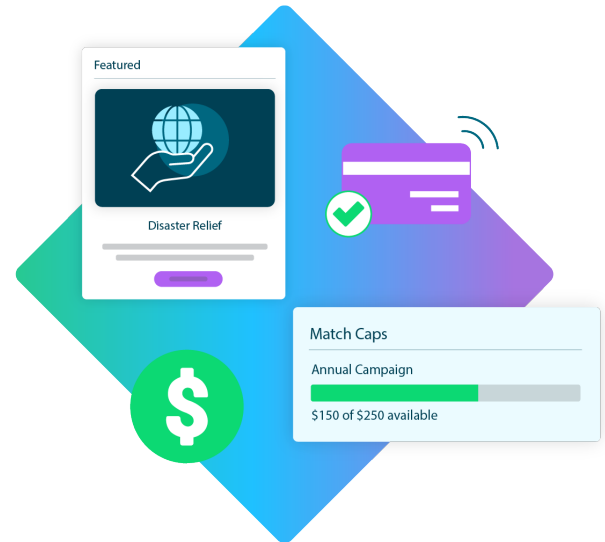 Featured
Disaster Relief
$
Match Caps
Annual Campaign
$150 of $250 available